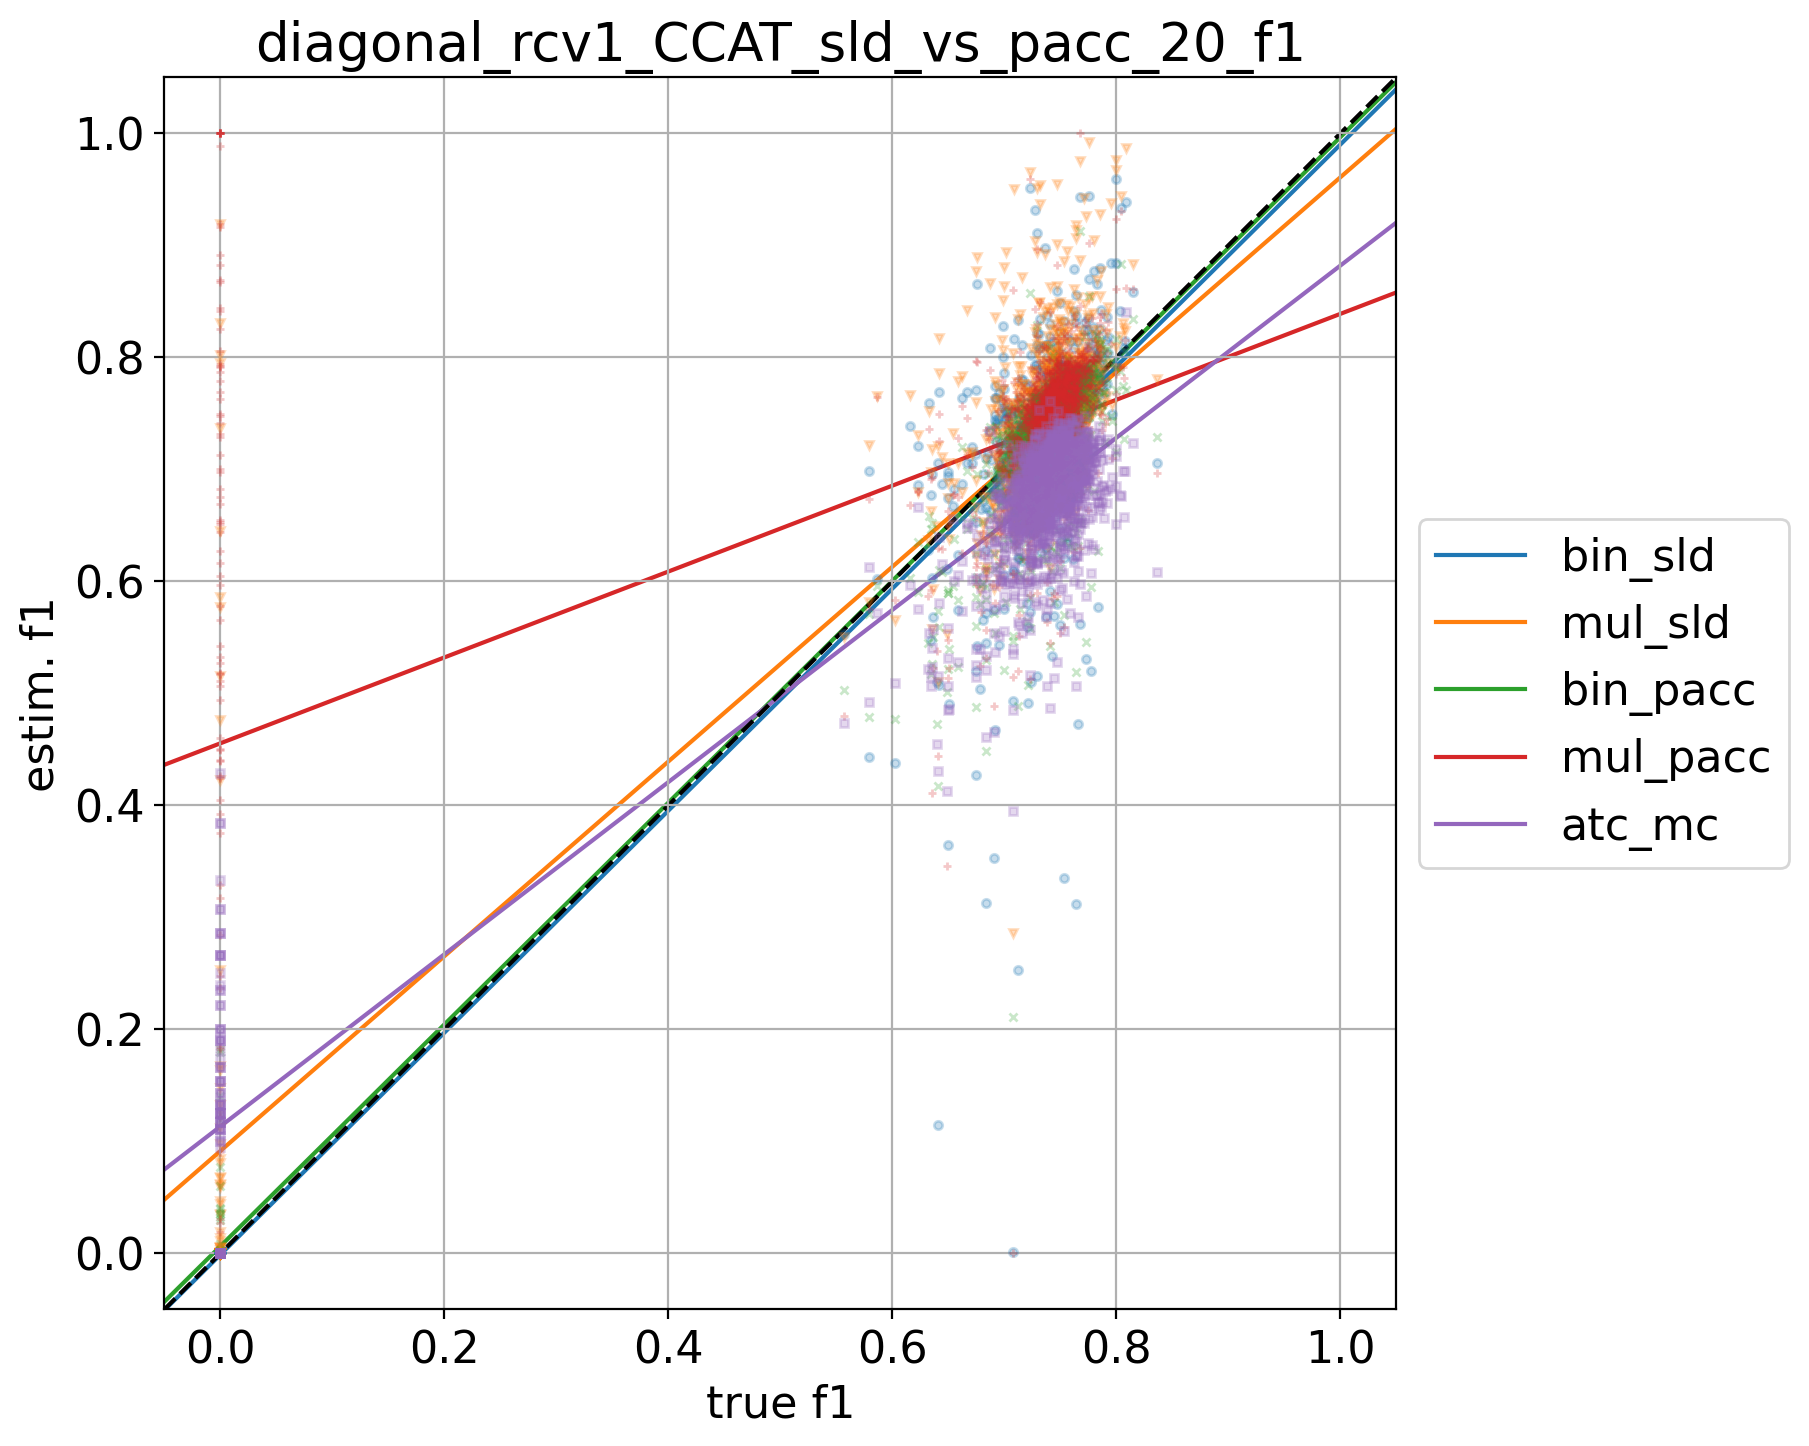 diagonal_rcv1_CCAT_sld_vs_pacc_20_f1
estim. f1
1.0
0.8
0.6
0.4
0.2
0.0
0.0 0.2 0.4 0.6 0.8 1.0
true f1
bin_sld
mul_sld
bin_pacc
mul_pacc
atc_mc